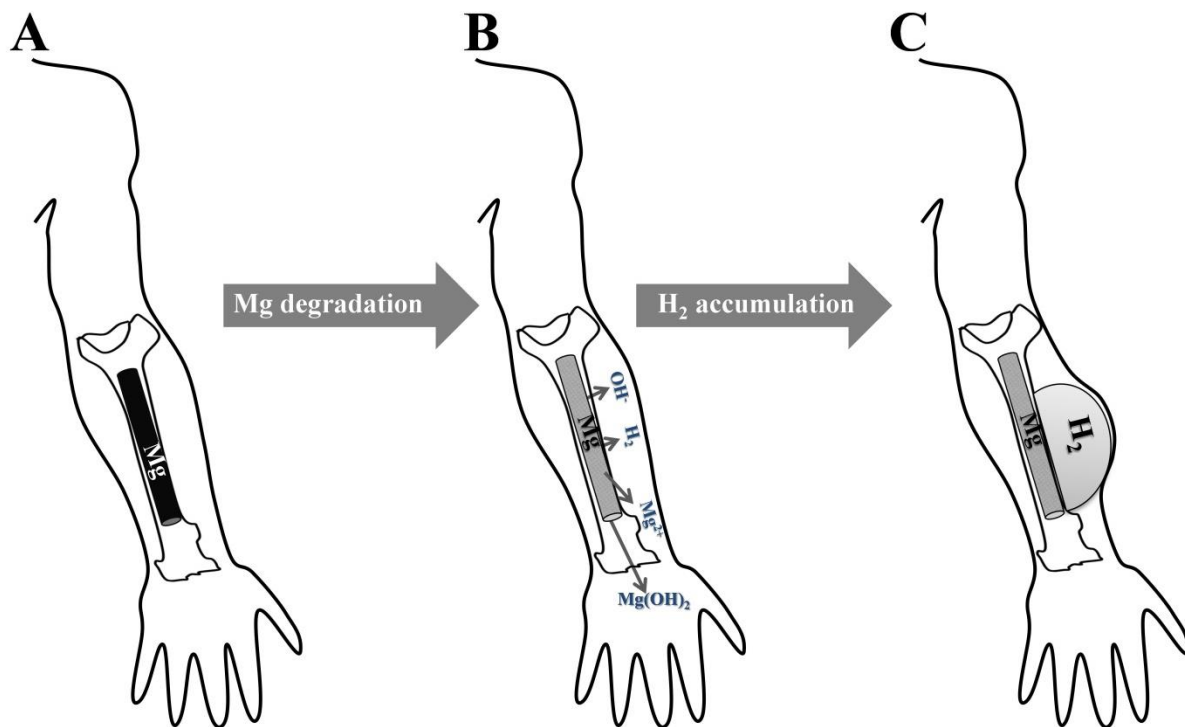 A
B
C
Mg degradation
H₂ accumulation
Mg
Mg
OH⁻
H₂
Mg²⁺
Mg(OH)₂
Mg
H₂